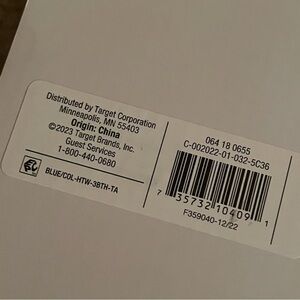 Distributed by Target Corporation
Minneapolis, MN 55403
Origin: China
©2023 Target Brands, Inc.
Guest Services
1-800-440-0680
BLUE/COL-HTW-38TH-TA
064 18 0655
C-002022-01-032-5C36
7 35732 10409 1
F359040-12/22